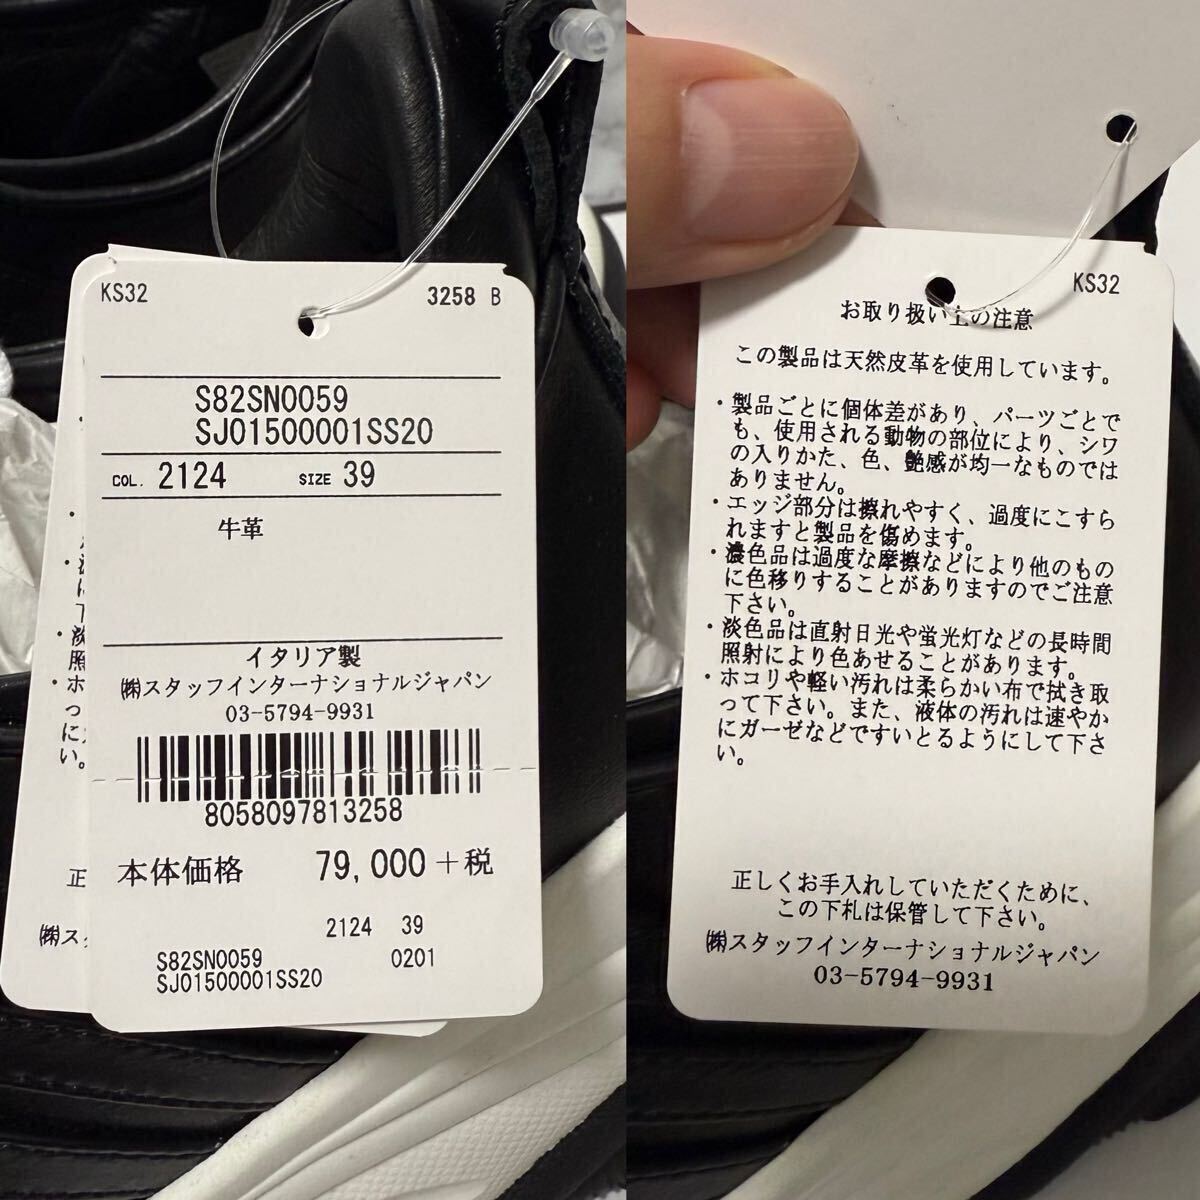 KS32
3258 B
S82SN0059
SJ01500001SS20
COL. 2124 SIZE 39
牛革
イタリア製
㈱スタッフインターナショナルジャパン
03-5794-9931
8058097813258
本体価格 79,000+税
2124 39
S82SN0059 0201
SJ01500001SS20
照
ホ
っ
に
い。
正
㈱ス
KS32
お取り扱い上の注意
この製品は天然皮革を使用しています。
・製品ごとに個体差があり、パーツごとで
も、使用される動物の部位により、シワ
の入りかた、色、艶感が均一なものでは
ありません。
・エッジ部分は擦れやすく、過度にこすら
れますと製品を傷めます。
・濃色品は過度な摩擦などにより他のもの
に色移りすることがありますのでご注意
下さい。
・淡色品は直射日光や蛍光灯などの長時間
照射により色あせることがあります。
・ホコリや軽い汚れは柔らかい布で拭き取
って下さい。また、液体の汚れは速やか
にガーゼなどですいとるようにして下さ
い。
正しくお手入れしていただくために、
この下札は保管して下さい。
㈱スタッフインターナショナルジャパン
03-5794-9931